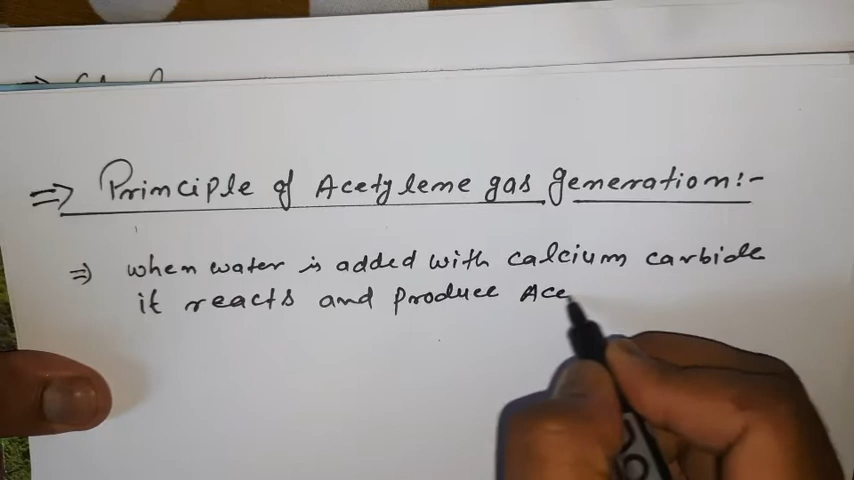 ⇒ Principle of Acetylene gas generation:-
⇒ when water is added with calcium carbide
it reacts and produce Ace